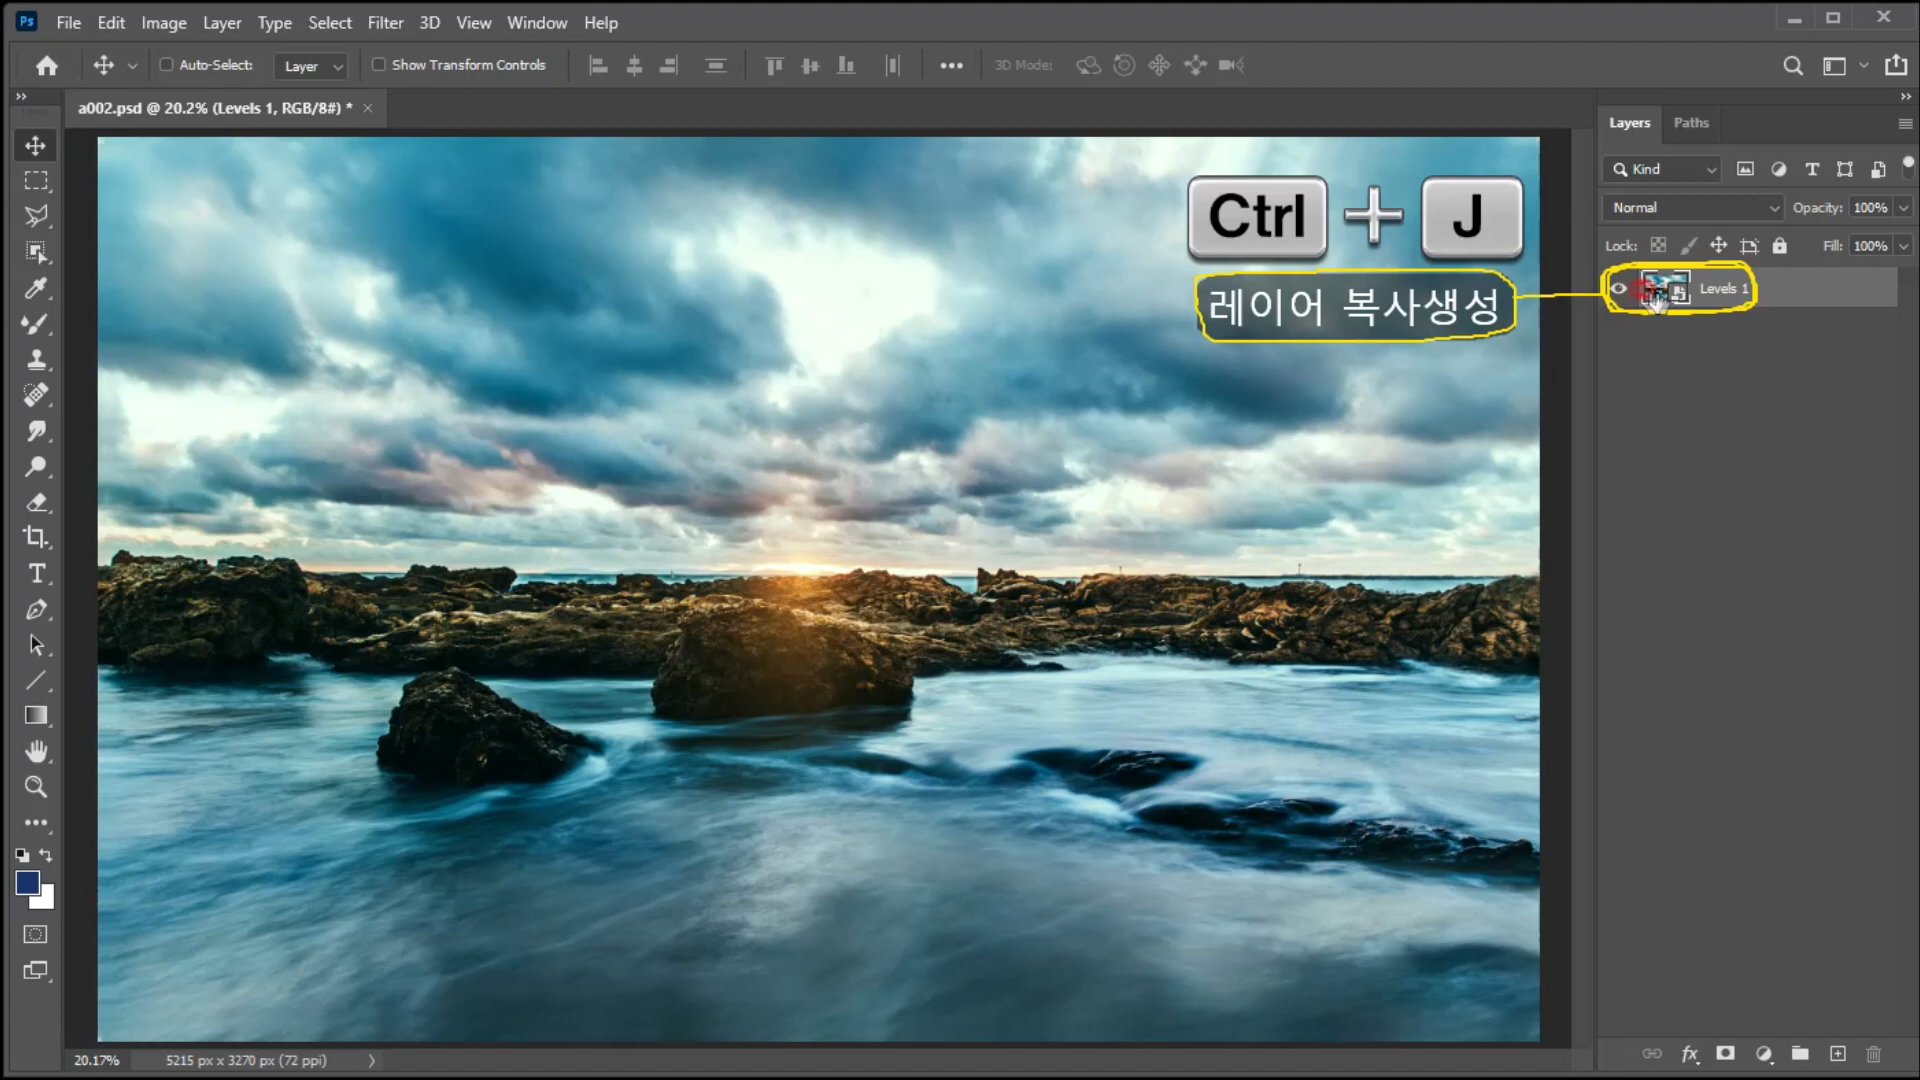 Ps File Edit Image Layer Type Select Filter 3D View Window Help
Auto-Select: Layer Show Transform Controls 3D Mode:
a002.psd @ 20.2% (Levels 1, RGB/8#) *
Layers Paths
Kind
Normal Opacity: 100%
Lock: Fill: 100%
Levels 1
Ctrl + J
레이어 복사생성
20.17% 5215 px x 3270 px (72 ppi)